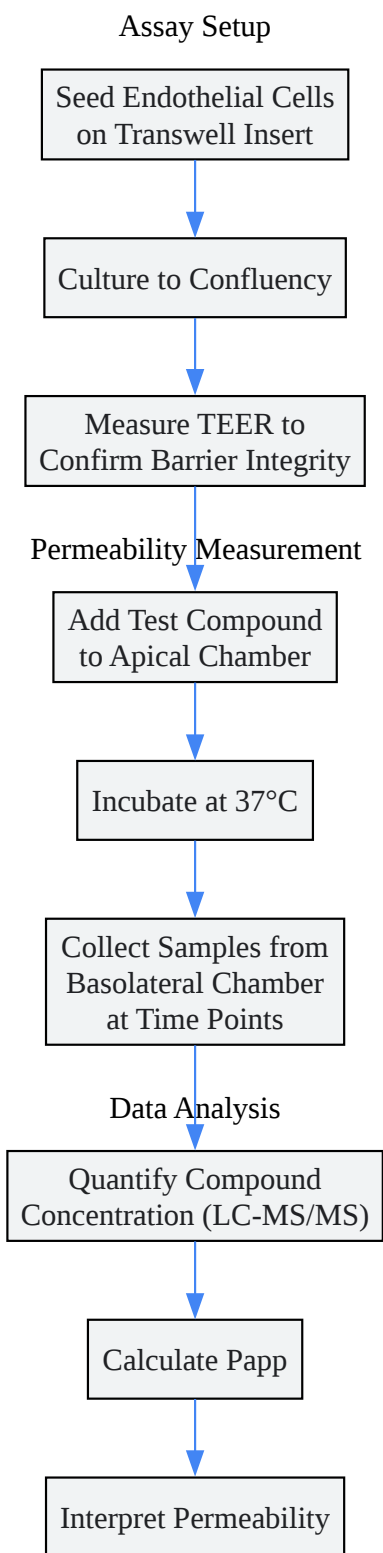 Assay Setup
Seed Endothelial Cells
on Transwell Insert
Culture to Confluency
Measure TEER to
Confirm Barrier Integrity
Permeability Measurement
Add Test Compound
to Apical Chamber
Incubate at 37°C
Collect Samples from
Basolateral Chamber
at Time Points
Data Analysis
Quantify Compound
Concentration (LC-MS/MS)
Calculate Papp
Interpret Permeability